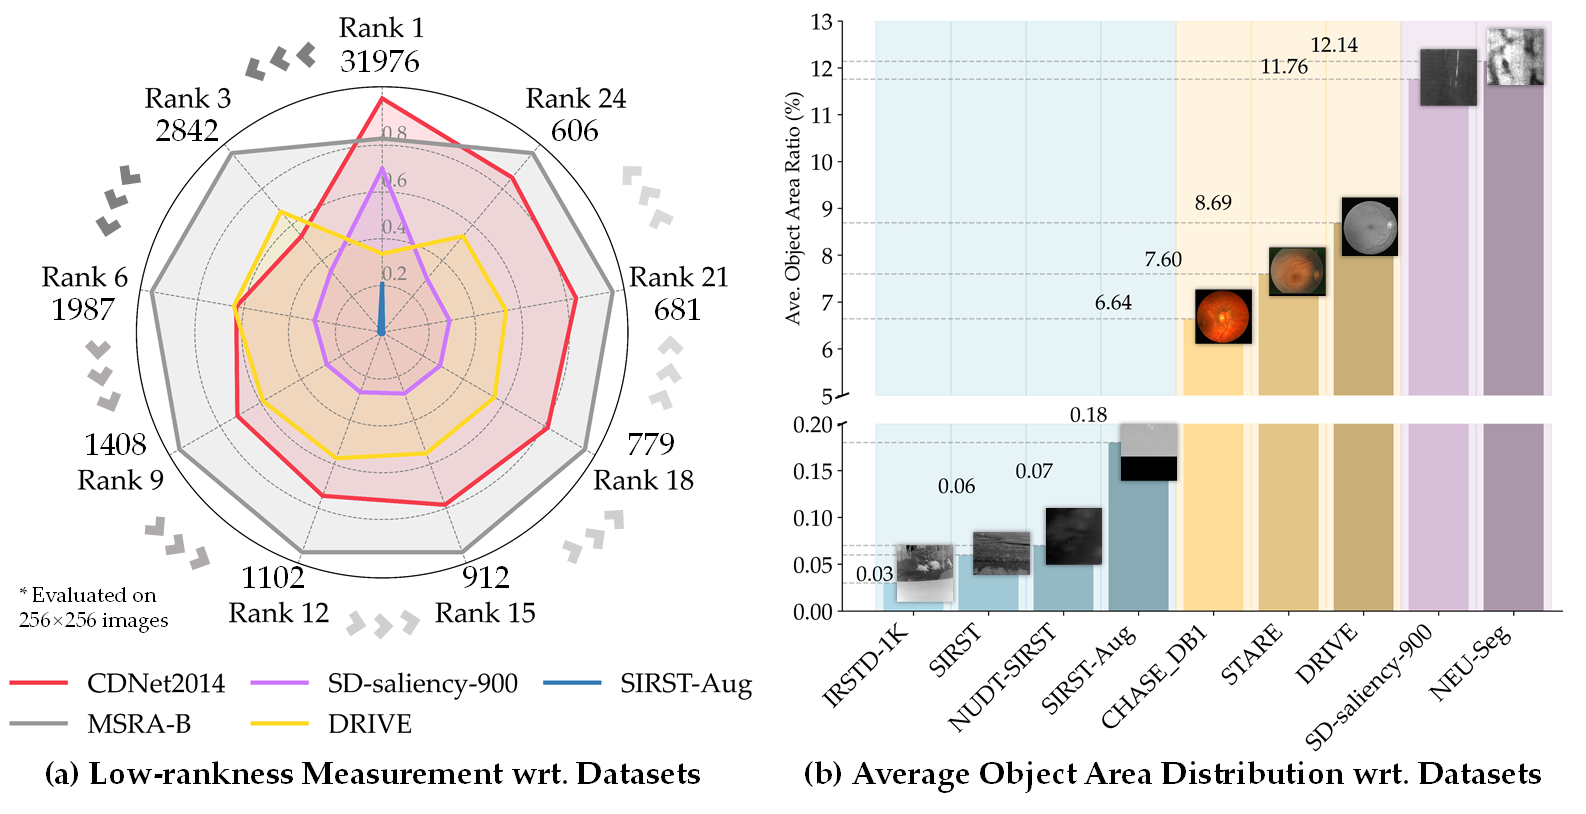 Rank 1
31976
Rank 3
2842
Rank 24
606
Rank 6
1987
Rank 21
681
1408
Rank 9
779
Rank 18
1102
Rank 12
912
Rank 15
0.8
0.6
0.4
0.2
* Evaluated on
256×256 images
CDNet2014
SD-saliency-900
SIRST-Aug
MSRA-B
DRIVE
(a) Low-rankness Measurement wrt. Datasets
Ave. Object Area Ratio (%)
13
12
11
10
9
8
7
6
5
0.20
0.15
0.10
0.05
0.00
0.03
0.06
0.07
0.18
6.64
7.60
8.69
11.76
12.14
IRSTD-1K
SIRST
NUDT-SIRST
SIRST-Aug
CHASE_DB1
STARE
DRIVE
SD-saliency-900
NEU-Seg
(b) Average Object Area Distribution wrt. Datasets